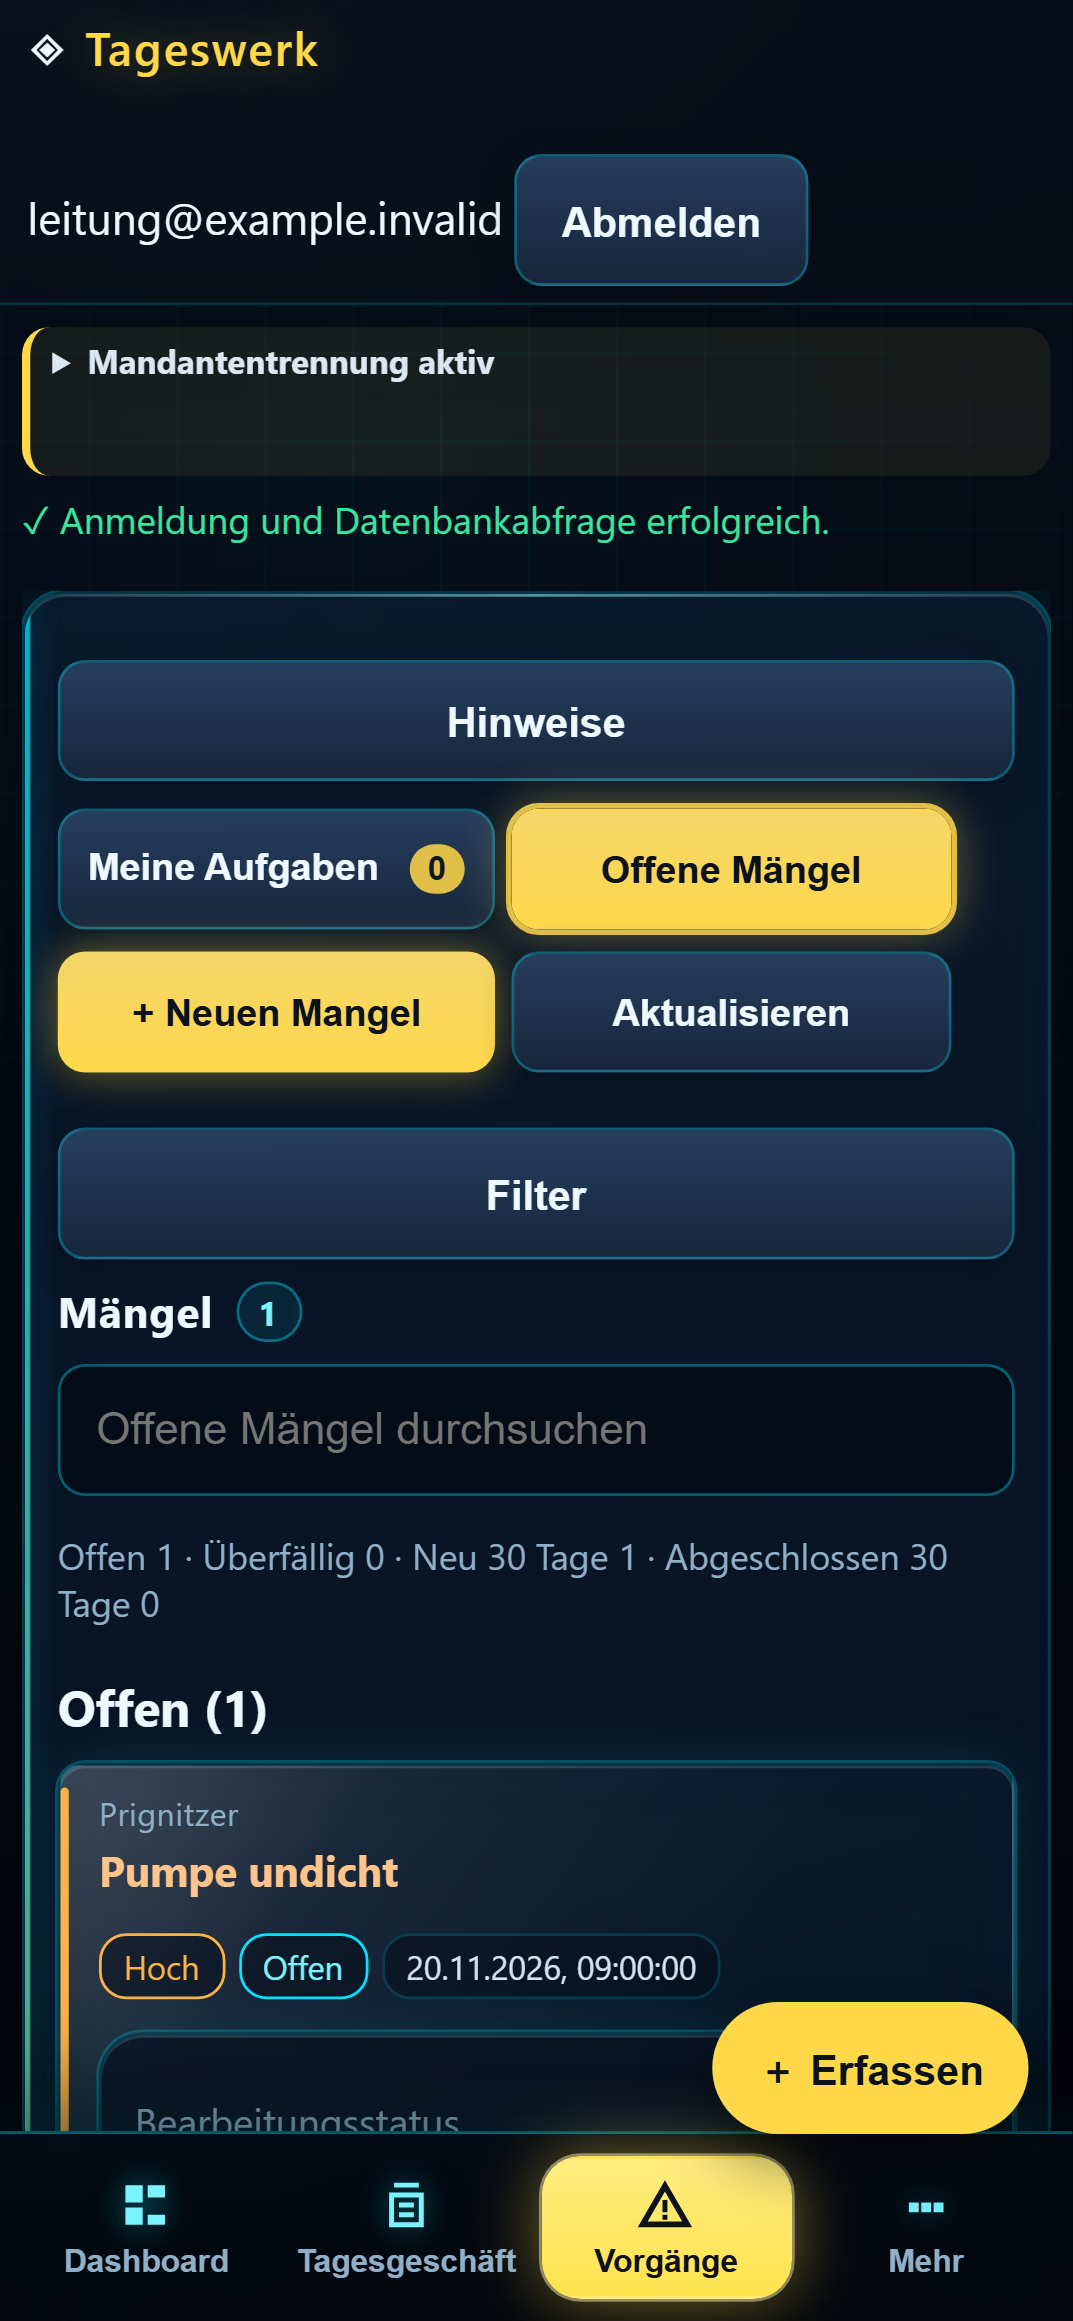 Tageswerk
leitung@example.invalid Abmelden
Mandantentrennung aktiv
✓ Anmeldung und Datenbankabfrage erfolgreich.
Hinweise
Meine Aufgaben 0 Offene Mängel
+ Neuen Mangel Aktualisieren
Filter
Mängel 1
Offene Mängel durchsuchen
Offen 1 · Überfällig 0 · Neu 30 Tage 1 · Abgeschlossen 30
Tage 0
Offen (1)
Prignitzer
Pumpe undicht
Hoch Offen 20.11.2026, 09:00:00
+ Erfassen
Bearbeitungsstatus
Dashboard Tagesgeschäft Vorgänge Mehr